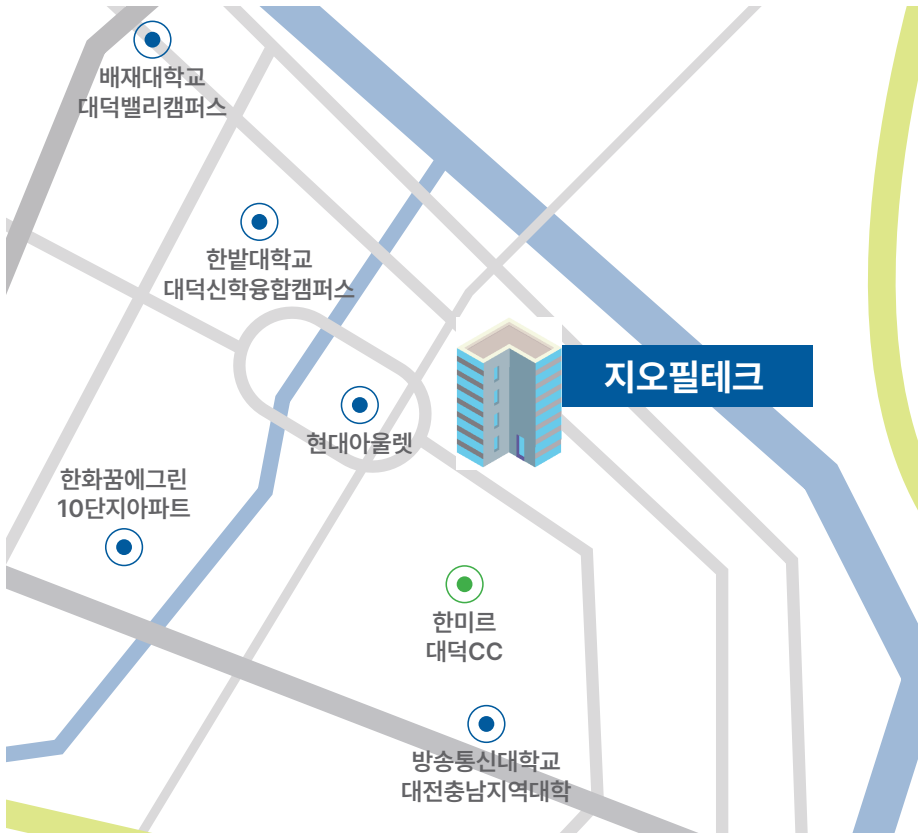 배재대학교
대덕밸리캠퍼스
한밭대학교
대덕신학융합캠퍼스
지오필테크
현대아울렛
한화꿈에그린
10단지아파트
한미르
대덕CC
방송통신대학교
대전충남지역대학